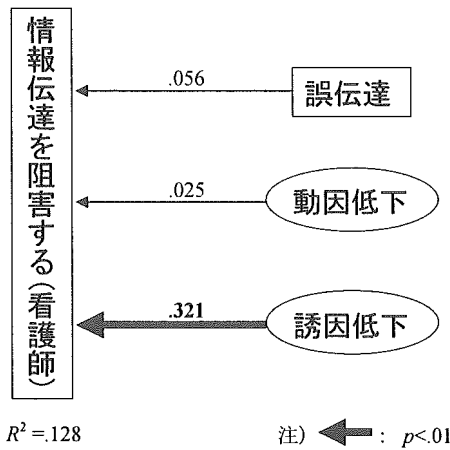 情報伝達を阻害する(看護師)
.056
誤伝達
.025
動因低下
.321
誘因低下
R² =.128
注) : p<.01